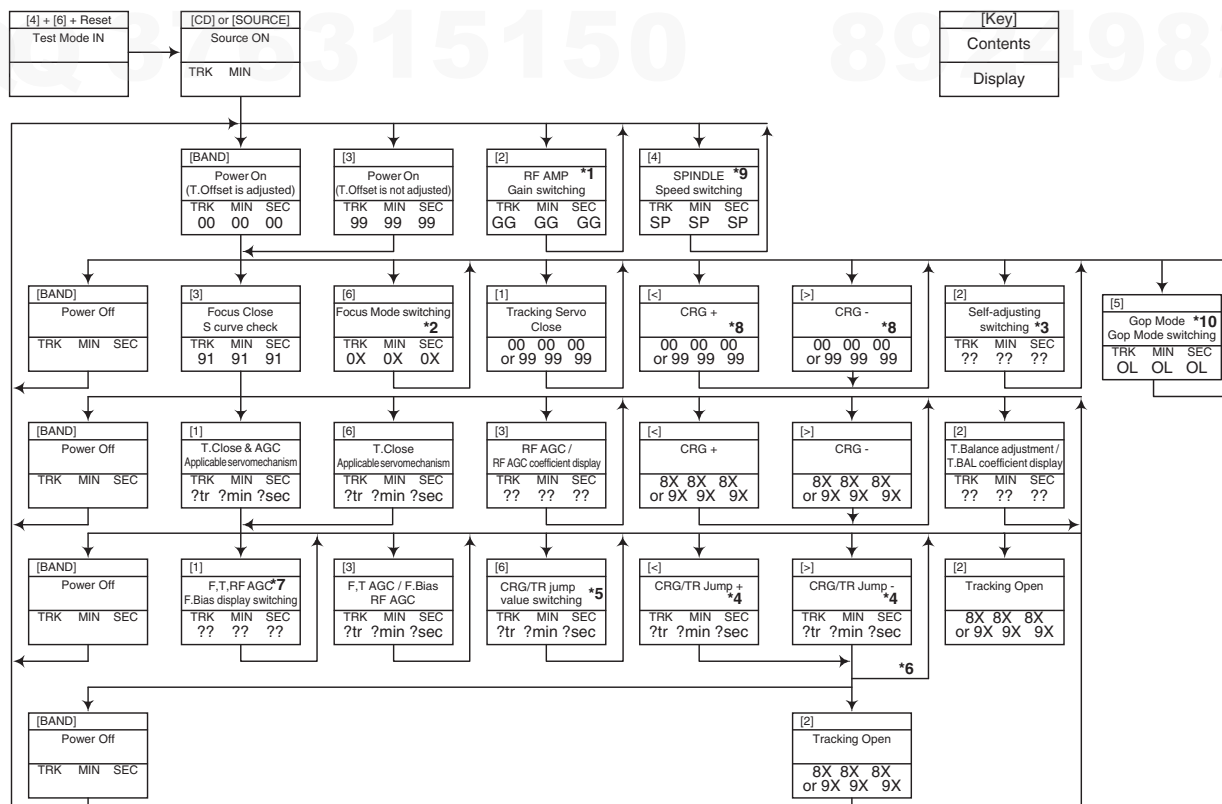 Q 376315150 892498
[4] + [6] + Reset
Test Mode IN
[CD] or [SOURCE]
Source ON
TRK MIN
[Key]
Contents
Display
[BAND]
Power On
(T.Offset is adjusted)
TRK MIN SEC
00 00 00
[3]
Power On
(T.Offset is not adjusted)
TRK MIN SEC
99 99 99
[2]
RF AMP *1
Gain switching
TRK MIN SEC
GG GG GG
[4]
SPINDLE *9
Speed switching
TRK MIN SEC
SP SP SP
[BAND]
Power Off
TRK MIN SEC
[3]
Focus Close
S curve check
TRK MIN SEC
91 91 91
[6]
Focus Mode switching
*2
TRK MIN SEC
0X 0X 0X
[1]
Tracking Servo
Close
00 00 00
or 99 99 99
[<]
CRG +
*8
00 00 00
or 99 99 99
[>]
CRG -
*8
00 00 00
or 99 99 99
[2]
Self-adjusting
switching *3
TRK MIN SEC
?? ?? ??
[5]
Gop Mode *10
Gop Mode switching
TRK MIN SEC
OL OL OL
[BAND]
Power Off
TRK MIN SEC
[1]
T.Close & AGC
Applicable servomechanism
TRK MIN SEC
?tr ?min ?sec
[6]
T.Close
Applicable servomechanism
TRK MIN SEC
?tr ?min ?sec
[3]
RF AGC /
RF AGC coefficient display
TRK MIN SEC
?? ?? ??
[<]
CRG +
8X 8X 8X
or 9X 9X 9X
[>]
CRG -
8X 8X 8X
or 9X 9X 9X
[2]
T.Balance adjustment /
T.BAL coefficient display
TRK MIN SEC
?? ?? ??
[BAND]
Power Off
TRK MIN SEC
[1]
F,T,RF AGC *7
F.Bias display switching
TRK MIN SEC
?? ?? ??
[3]
F,T AGC / F.Bias
RF AGC
TRK MIN SEC
?tr ?min ?sec
[6]
CRG/TR jump
value switching *5
TRK MIN SEC
?tr ?min ?sec
[<]
CRG/TR Jump +
*4
TRK MIN SEC
?tr ?min ?sec
[>]
CRG/TR Jump -
*4
TRK MIN SEC
?tr ?min ?sec
[2]
Tracking Open
8X 8X 8X
or 9X 9X 9X
*6
[BAND]
Power Off
TRK MIN SEC
[2]
Tracking Open
8X 8X 8X
or 9X 9X 9X